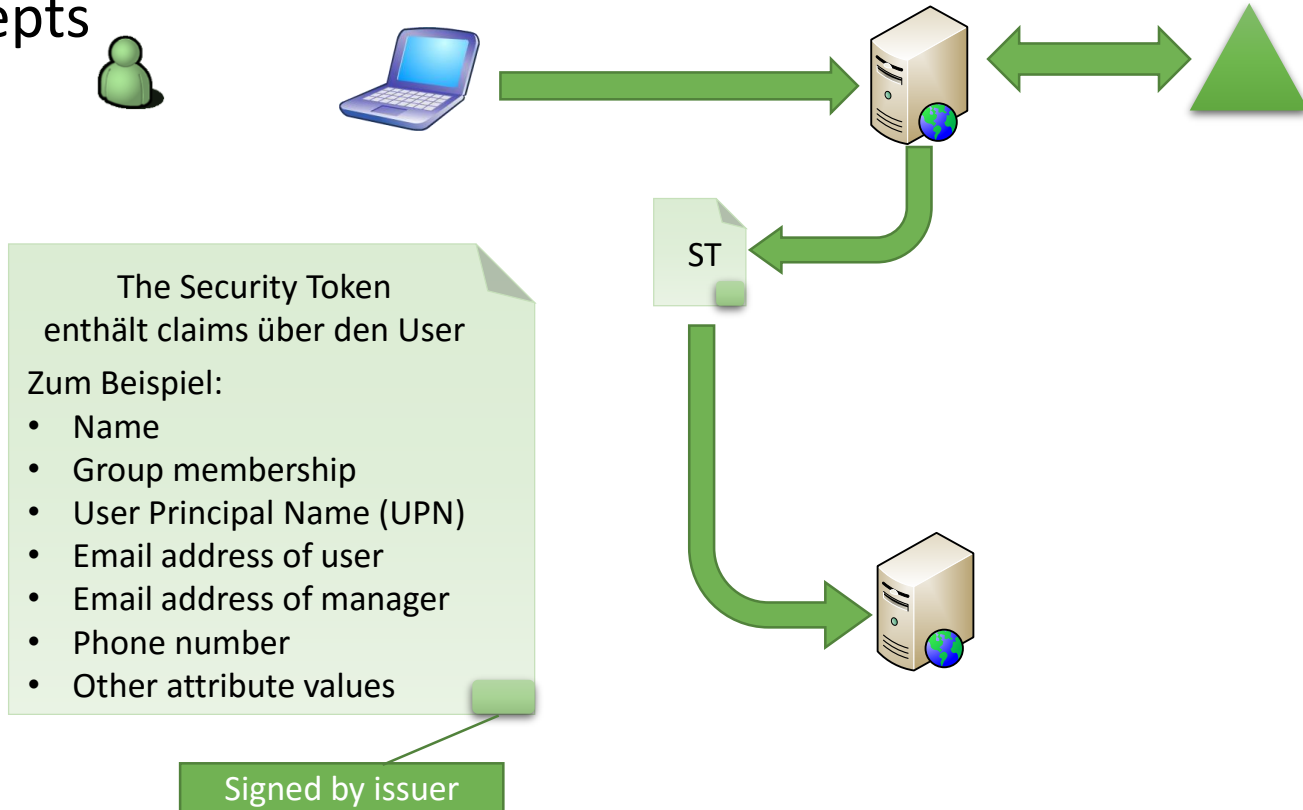 epts
ST
The Security Token
enthält claims über den User
Zum Beispiel:
• Name
• Group membership
• User Principal Name (UPN)
• Email address of user
• Email address of manager
• Phone number
• Other attribute values
Signed by issuer